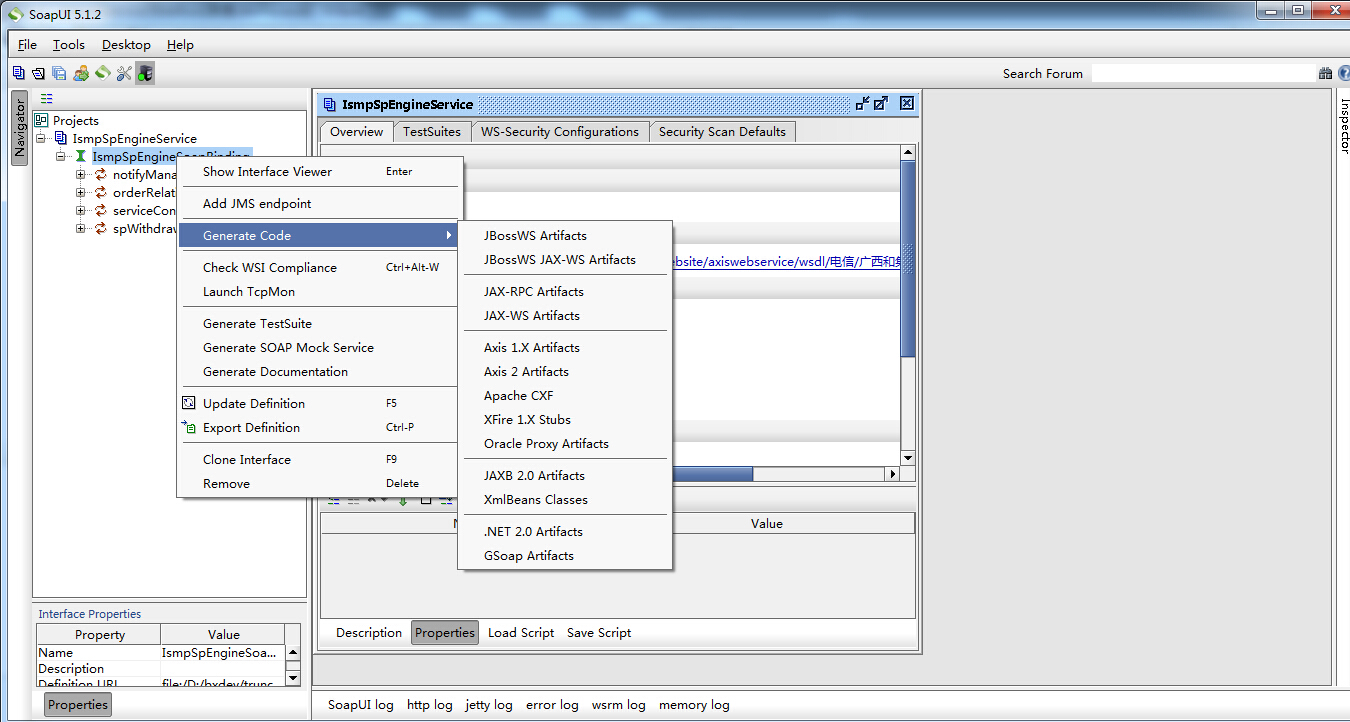 SoapUI 5.1.2
File Tools Desktop Help
Search Forum
Navigator
Inspector
Projects
IsmpSpEngineService
IsmpSpEngineSoapBinding
notifyMana
orderRelat
serviceCon
spWithdraw
IsmpSpEngineService
Overview TestSuites WS-Security Configurations Security Scan Defaults
ebsite/axiswebservice/wsdl/电信/广西和
Show Interface Viewer Enter
Add JMS endpoint
Generate Code
Check WSI Compliance Ctrl+Alt-W
Launch TcpMon
Generate TestSuite
Generate SOAP Mock Service
Generate Documentation
Update Definition F5
Export Definition Ctrl-P
Clone Interface F9
Remove Delete
JBossWS Artifacts
JBossWS JAX-WS Artifacts
JAX-RPC Artifacts
JAX-WS Artifacts
Axis 1.X Artifacts
Axis 2 Artifacts
Apache CXF
XFire 1.X Stubs
Oracle Proxy Artifacts
JAXB 2.0 Artifacts
XmlBeans Classes
.NET 2.0 Artifacts
GSoap Artifacts
Value
Description Properties Load Script Save Script
Interface Properties
Property Value
Name IsmpSpEngineSoa...
Description
Definition URL file:/D:/bxdev/trunc
Properties
SoapUI log http log jetty log error log wsrm log memory log